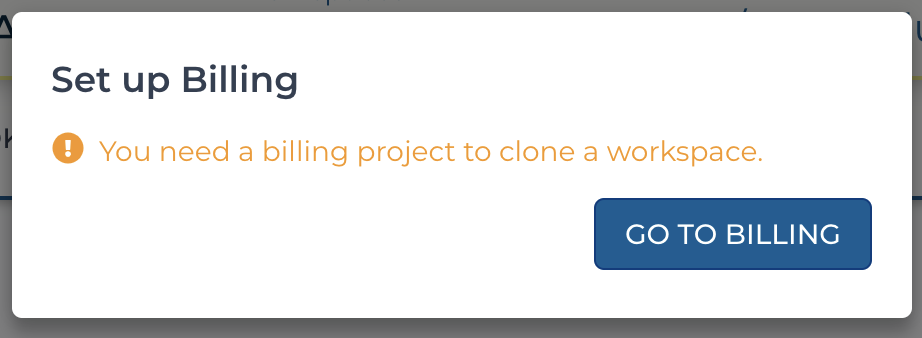 Set up Billing
You need a billing project to clone a workspace.
GO TO BILLING